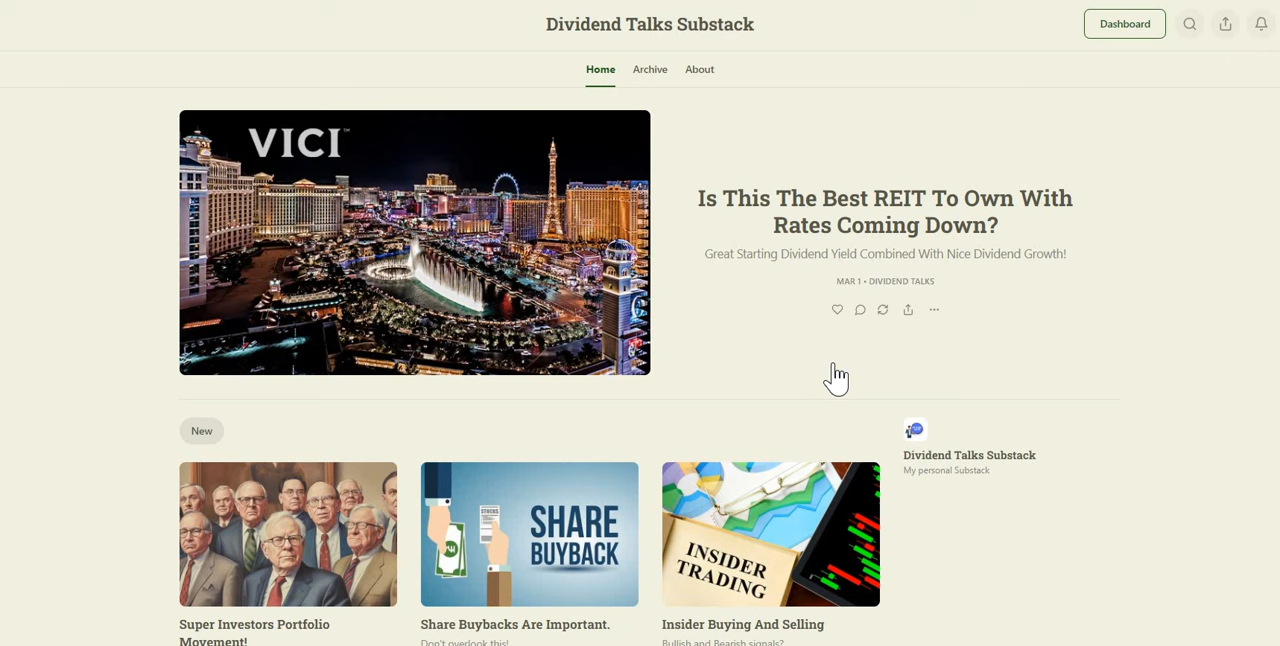 Dividend Talks Substack
Dashboard
Home
Archive
About
VICI™
Is This The Best REIT To Own With
Rates Coming Down?
Great Starting Dividend Yield Combined With Nice Dividend Growth!
MAR 1 • DIVIDEND TALKS
New
STOCKS
SHARE
BUYBACK
INSIDER
TRADING
Dividend Talks Substack
My personal Substack
Super Investors Portfolio
Movement!
Share Buybacks Are Important.
Don't overlook this!
Insider Buying And Selling
Bullish and Bearish signals?